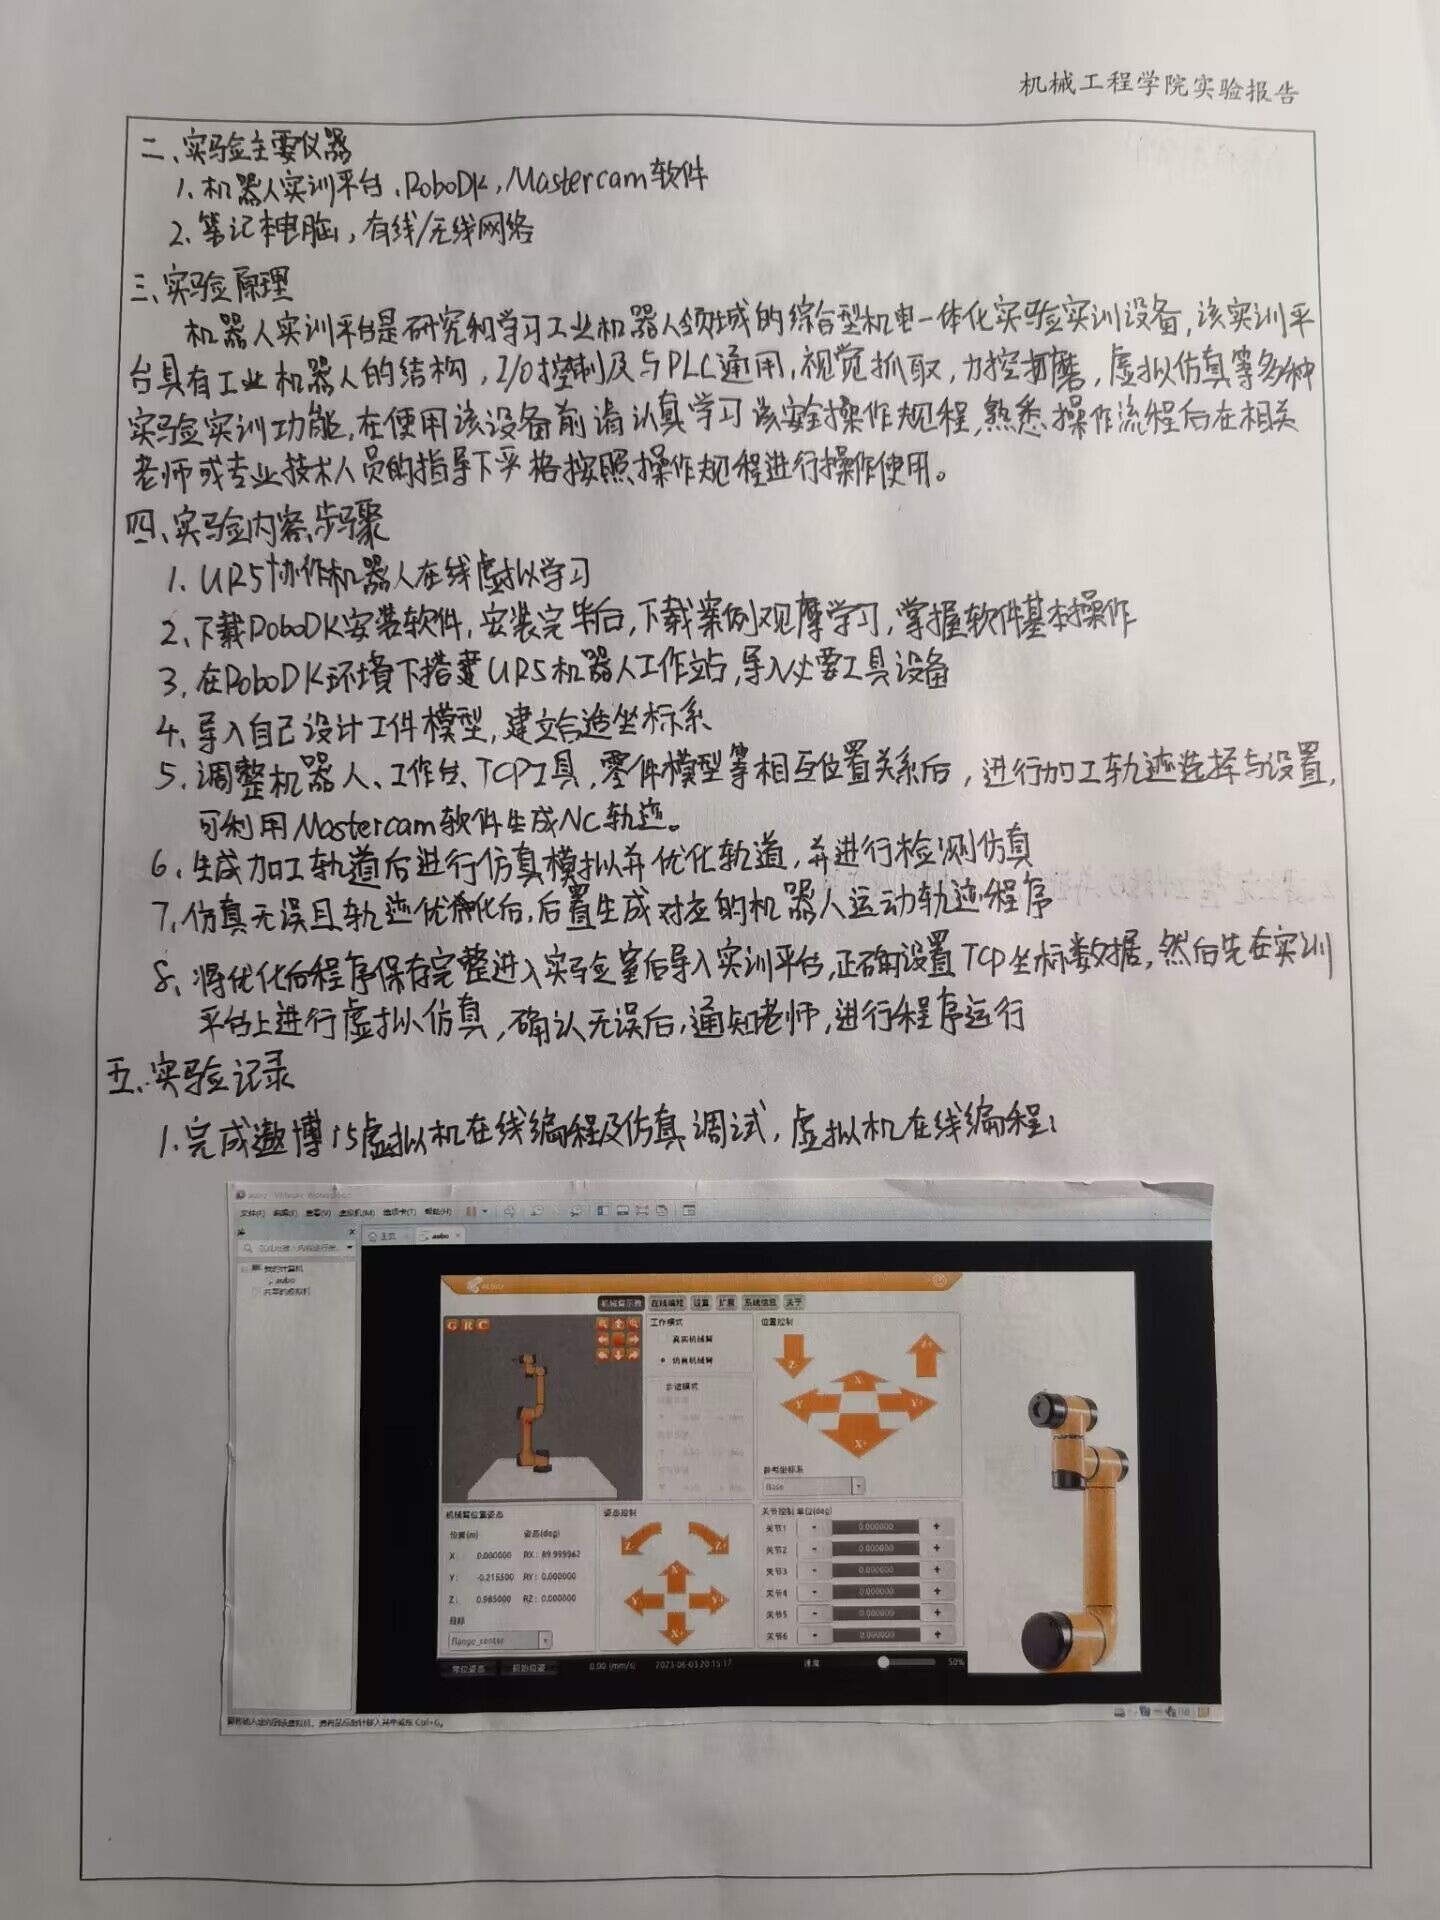 机械工程学院实验报告
二、实验主要仪器
1. 机器人实训平台、RoboDK, Mastercam软件
2. 笔记本电脑, 有线/无线网络
三、实验原理
机器人实训平台是研究和学习工业机器人领域的综合型机电一体化实验实训设备, 该实训平
台具有工业机器人的结构, I/O控制及与PLC通用, 视觉抓取, 力控打磨, 虚拟仿真等多种
实验实训功能, 在使用该设备前请认真学习该安全操作规程, 熟悉操作流程后在相关
老师或专业技术人员的指导下严格按照操作规程进行操作使用。
四、实验内容、步骤
1. UR5协作机器人在线虚拟学习
2. 下载RoboDK安装软件, 安装完毕后, 下载案例观摩学习, 掌握软件基本操作
3. 在RoboDK环境下搭建UR5机器人工作站, 导入必要工具设备
4. 导入自己设计工件模型, 建立合适坐标系
5. 调整机器人、工作台、TCP工具, 零件模型等相互位置关系后, 进行加工轨迹选择与设置,
可利用Mastercam软件生成NC轨迹。
6. 生成加工轨道后进行仿真模拟并优化轨道, 并进行检测仿真
7. 仿真无误且轨迹优化后, 后置生成对应的机器人运动轨迹程序
8. 将优化后程序保存完整进入实验室后导入实训平台, 正确设置TCP坐标数据, 然后先在实训
平台上进行虚拟仿真, 确认无误后, 通知老师, 进行程序运行
五、实验记录
1. 完成遨博i5虚拟机在线编程及仿真调试, 虚拟机在线编程:
aubo - VMware Workstation
文件(F) 编辑(E) 查看(V) 虚拟机(M) 选项卡(T) 帮助(H)
主页 aubo
我的计算机
aubo
共享的虚拟机
机械臂示教 在线编程 设置 扩展 系统信息 关于
G R C
工作模式
真实机械臂
仿真机械臂
步进模式
位置控制
Z- Z+
X- Y- Y+ X+
参考坐标系
Base
机械臂位置姿态
位置(m) 姿态(deg)
X: 0.000000 RX: 89.999962
Y: -0.215500 RY: 0.000000
Z: 0.985000 RZ: 0.000000
目标
flange_center
姿态控制
Z- Z+
X- Y- Y+ X+
关节控制 单位(deg)
关节1 - 0.000000 +
关节2 - 0.000000 +
关节3 - 0.000000 +
关节4 - 0.000000 +
关节5 - 0.000000 +
关节6 - 0.000000 +
零位姿态 初始位姿 0.00 (mm/s) 2023-06-03 20:15:17 速度 50%
要将输入定向到该虚拟机，请将鼠标指针移入其中或按 Ctrl+G。